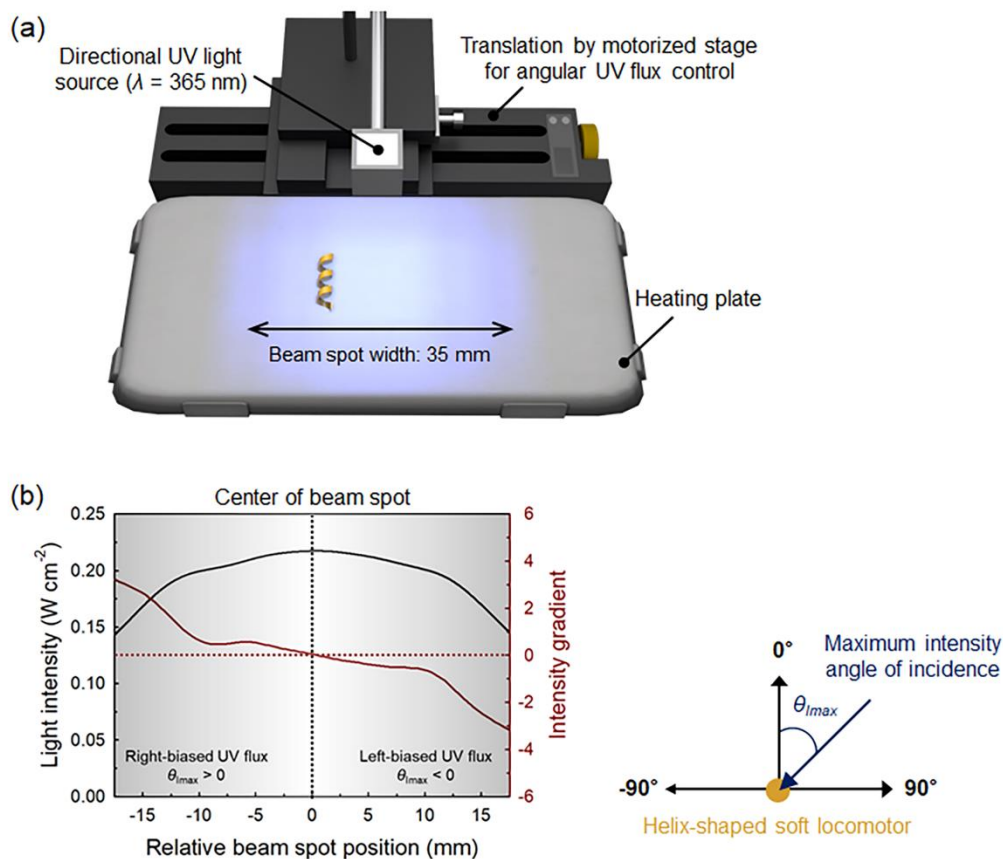 (a)
Directional UV light
source (λ = 365 nm)
Translation by motorized stage
for angular UV flux control
Heating plate
Beam spot width: 35 mm
(b)
Center of beam spot
0.25
0.20
0.15
0.10
0.05
0.00
Light intensity (W cm-2)
6
4
2
0
-2
-4
-6
Intensity gradient
Right-biased UV flux
θImax > 0
Left-biased UV flux
θImax < 0
-15 -10 -5 0 5 10 15
Relative beam spot position (mm)
0°
Maximum intensity
angle of incidence
θImax
-90°
90°
Helix-shaped soft locomotor